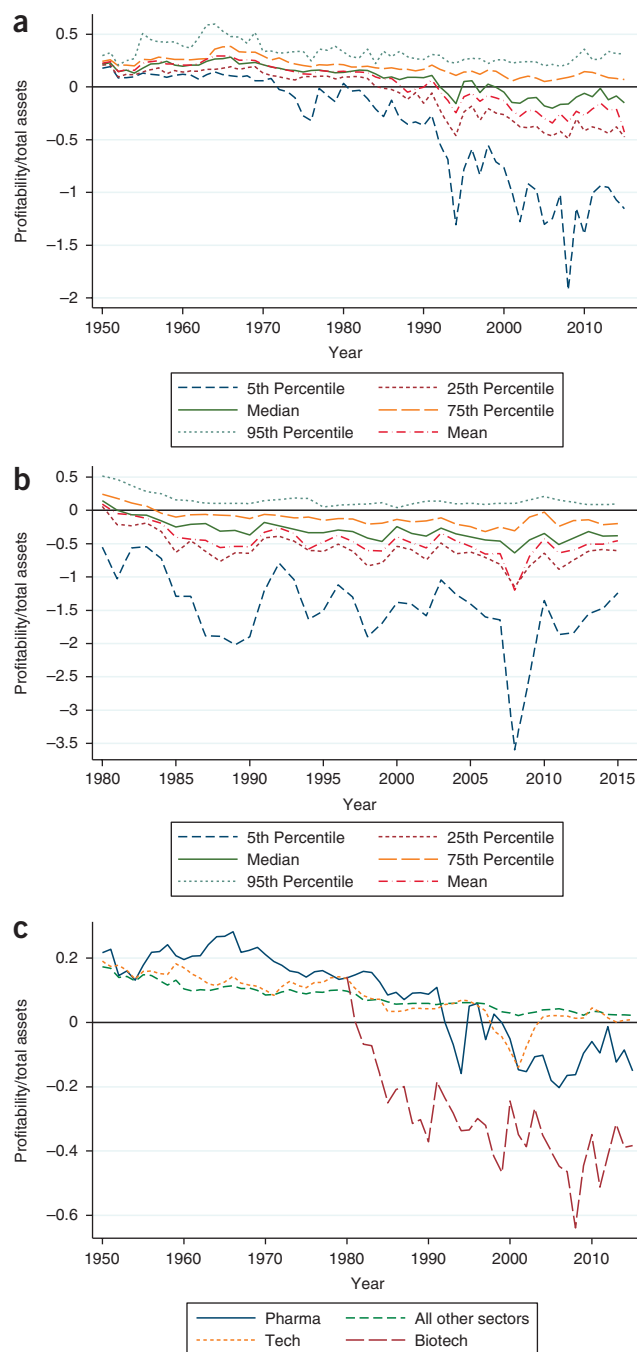 a
0.5
0
−0.5
−1
−1.5
−2
Profitability/total assets
1950 1960 1970 1980 1990 2000 2010
Year
5th Percentile 25th Percentile
Median 75th Percentile
95th Percentile Mean
b
0.5
0
−0.5
−1
−1.5
−2
−2.5
−3
−3.5
Profitability/total assets
1980 1985 1990 1995 2000 2005 2010 2015
Year
5th Percentile 25th Percentile
Median 75th Percentile
95th Percentile Mean
c
0.2
0
−0.2
−0.4
−0.6
Profitability/total assets
1950 1960 1970 1980 1990 2000 2010
Year
Pharma All other sectors
Tech Biotech